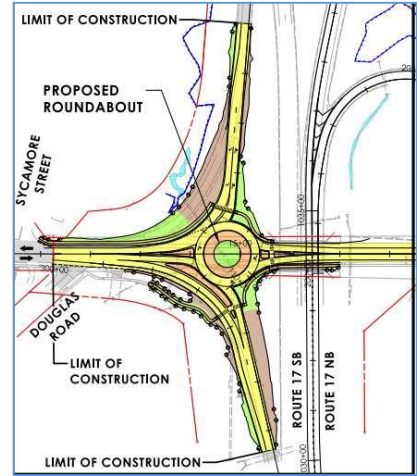 LIMIT OF CONSTRUCTION
PROPOSED
ROUNDABOUT
SYCAMORE
STREET
DOUGLAS
ROAD
LIMIT OF
CONSTRUCTION
ROUTE 17 SB
ROUTE 17 NB
LIMIT OF CONSTRUCTION